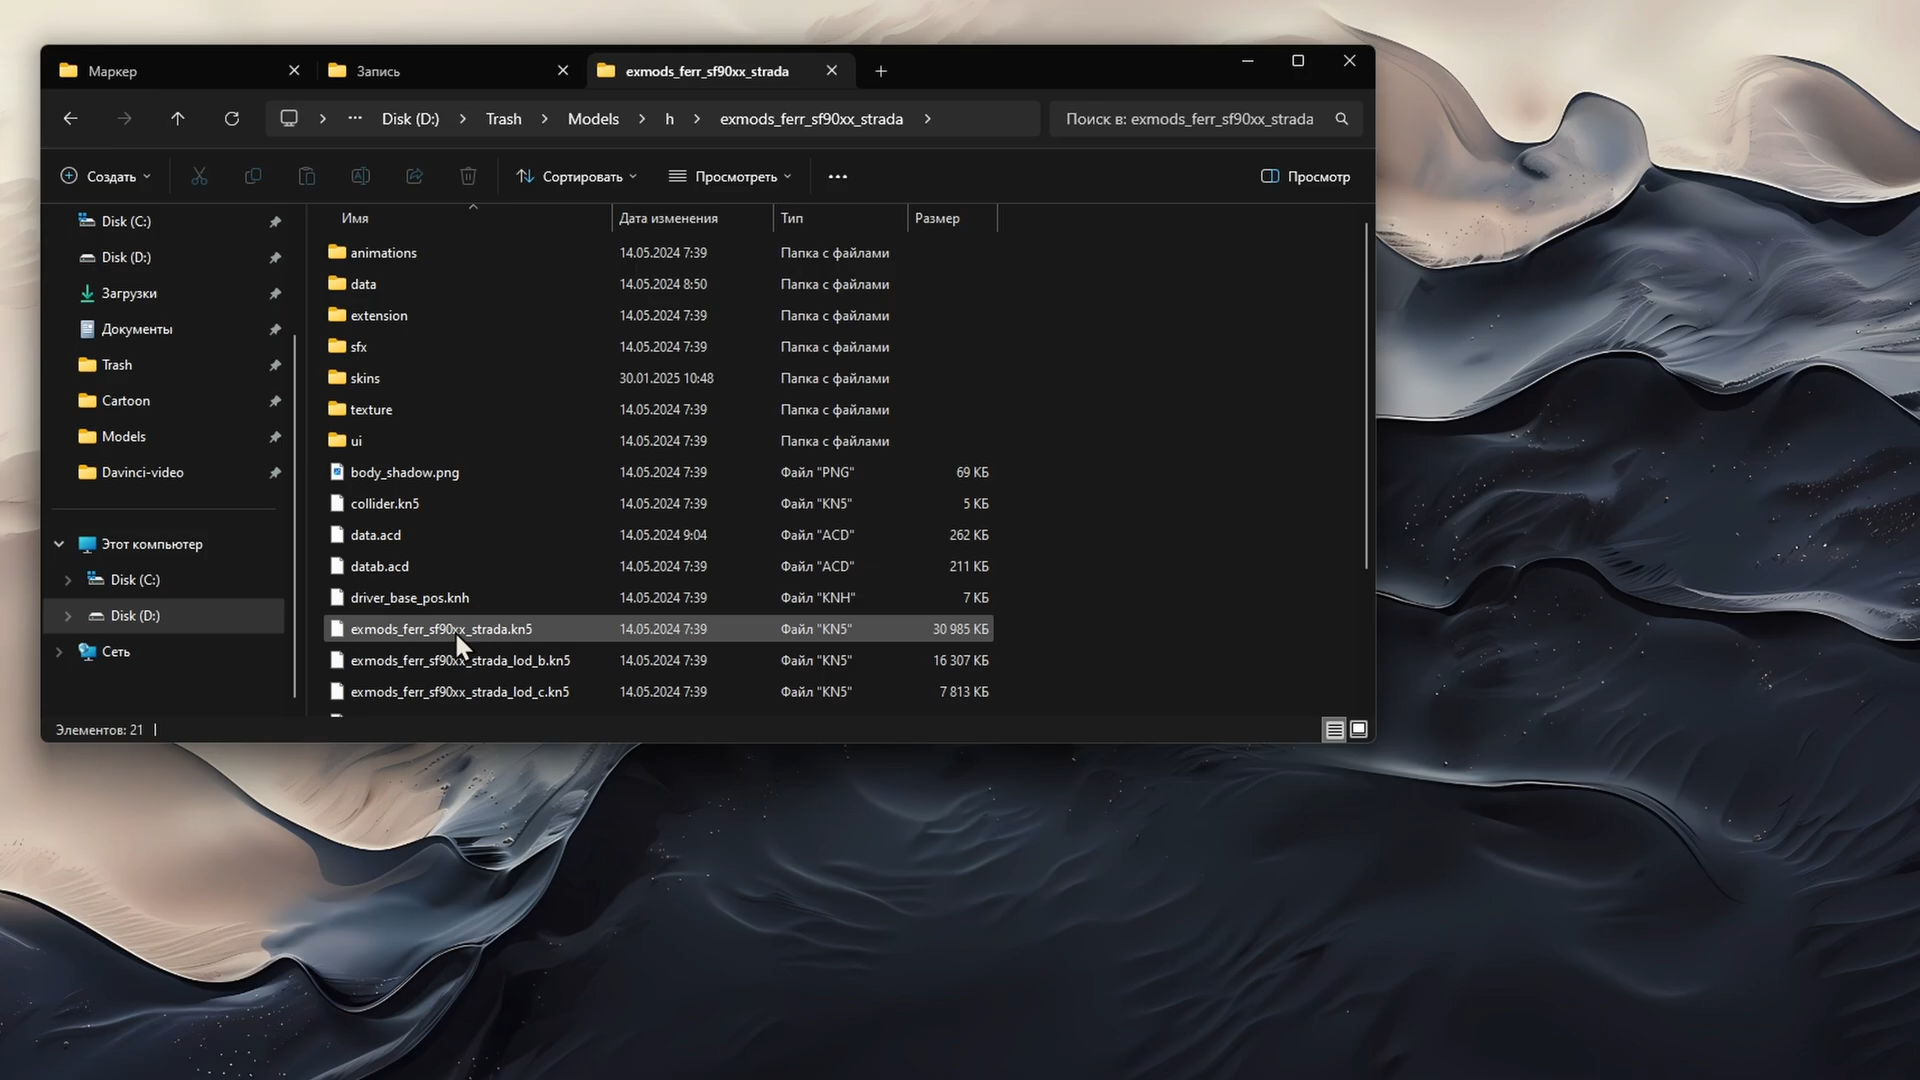 Маркер
Запись
exmods_ferr_sf90xx_strada
Disk (D:) Trash Models h exmods_ferr_sf90xx_strada
Поиск в: exmods_ferr_sf90xx_strada
Создать Сортировать Просмотреть Просмотр
Имя Дата изменения Тип Размер
Disk (C:)
Disk (D:)
Загрузки
Документы
Trash
Cartoon
Models
Davinci-video
Этот компьютер
Disk (C:)
Disk (D:)
Сеть
animations 14.05.2024 7:39 Папка с файлами
data 14.05.2024 8:50 Папка с файлами
extension 14.05.2024 7:39 Папка с файлами
sfx 14.05.2024 7:39 Папка с файлами
skins 30.01.2025 10:48 Папка с файлами
texture 14.05.2024 7:39 Папка с файлами
ui 14.05.2024 7:39 Папка с файлами
body_shadow.png 14.05.2024 7:39 Файл "PNG" 69 КБ
collider.kn5 14.05.2024 7:39 Файл "KN5" 5 КБ
data.acd 14.05.2024 9:04 Файл "ACD" 262 КБ
datab.acd 14.05.2024 7:39 Файл "ACD" 211 КБ
driver_base_pos.knh 14.05.2024 7:39 Файл "KNH" 7 КБ
exmods_ferr_sf90xx_strada.kn5 14.05.2024 7:39 Файл "KN5" 30 985 КБ
exmods_ferr_sf90xx_strada_lod_b.kn5 14.05.2024 7:39 Файл "KN5" 16 307 КБ
exmods_ferr_sf90xx_strada_lod_c.kn5 14.05.2024 7:39 Файл "KN5" 7 813 КБ
Элементов: 21